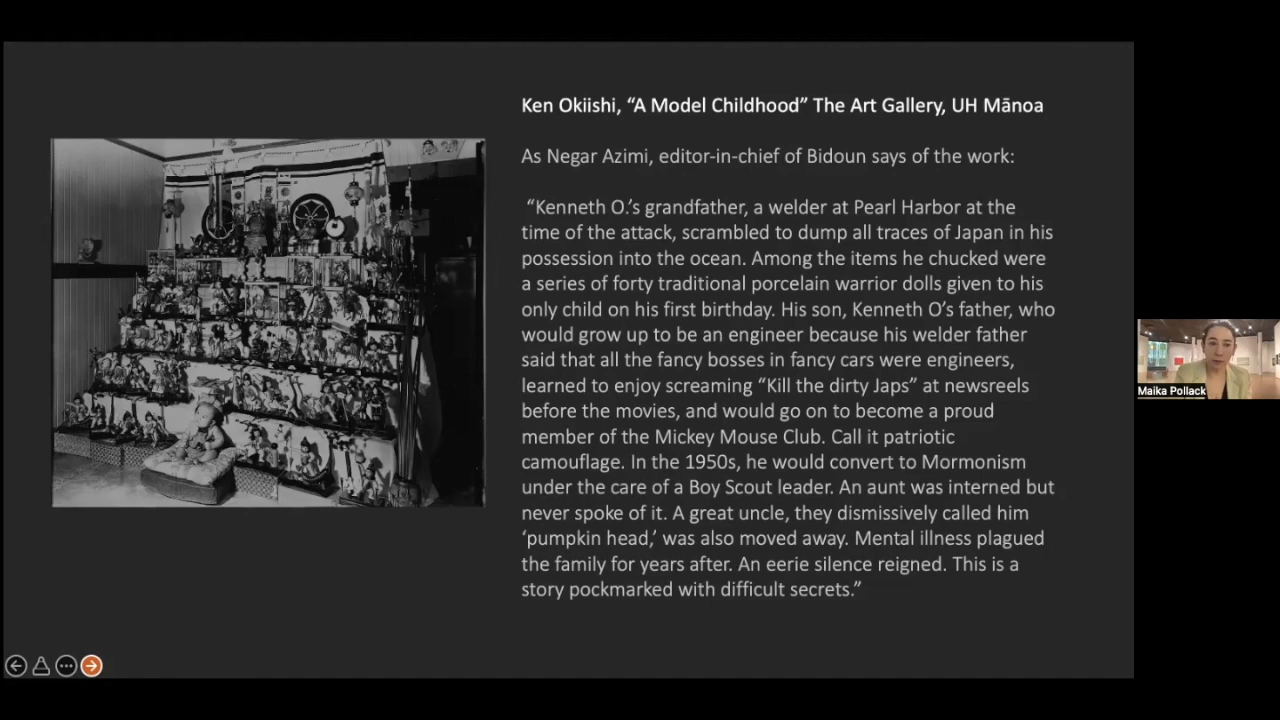 Ken Okiishi, “A Model Childhood” The Art Gallery, UH Mānoa
As Negar Azimi, editor-in-chief of Bidoun says of the work:
“Kenneth O.’s grandfather, a welder at Pearl Harbor at the
time of the attack, scrambled to dump all traces of Japan in his
possession into the ocean. Among the items he chucked were
a series of forty traditional porcelain warrior dolls given to his
only child on his first birthday. His son, Kenneth O’s father, who
would grow up to be an engineer because his welder father
said that all the fancy bosses in fancy cars were engineers,
learned to enjoy screaming “Kill the dirty Japs” at newsreels
before the movies, and would go on to become a proud
member of the Mickey Mouse Club. Call it patriotic
camouflage. In the 1950s, he would convert to Mormonism
under the care of a Boy Scout leader. An aunt was interned but
never spoke of it. A great uncle, they dismissively called him
‘pumpkin head,’ was also moved away. Mental illness plagued
the family for years after. An eerie silence reigned. This is a
story pockmarked with difficult secrets.”
Maika Pollack